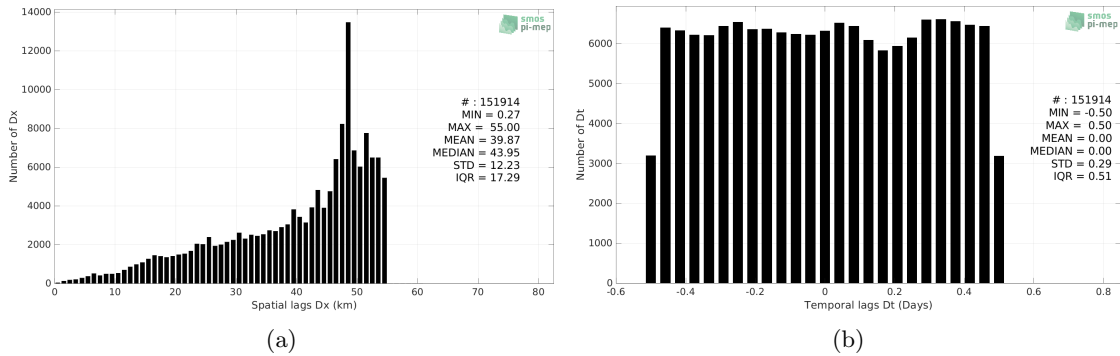 14000
12000
10000
8000
6000
4000
2000
0
0
10
20
30
40
50
60
70
80
Number of Dx
Spatial lags Dx (km)
smos
pi-mep
# : 151914
MIN = 0.27
MAX = 55.00
MEAN = 39.87
MEDIAN = 43.95
STD = 12.23
IQR = 17.29
(a)
6000
5000
4000
3000
2000
1000
0
-0.6
-0.4
-0.2
0
0.2
0.4
0.6
0.8
Number of Dt
Temporal lags Dt (Days)
smos
pi-mep
# : 151914
MIN = -0.50
MAX = 0.50
MEAN = 0.00
MEDIAN = 0.00
STD = 0.29
IQR = 0.51
(b)